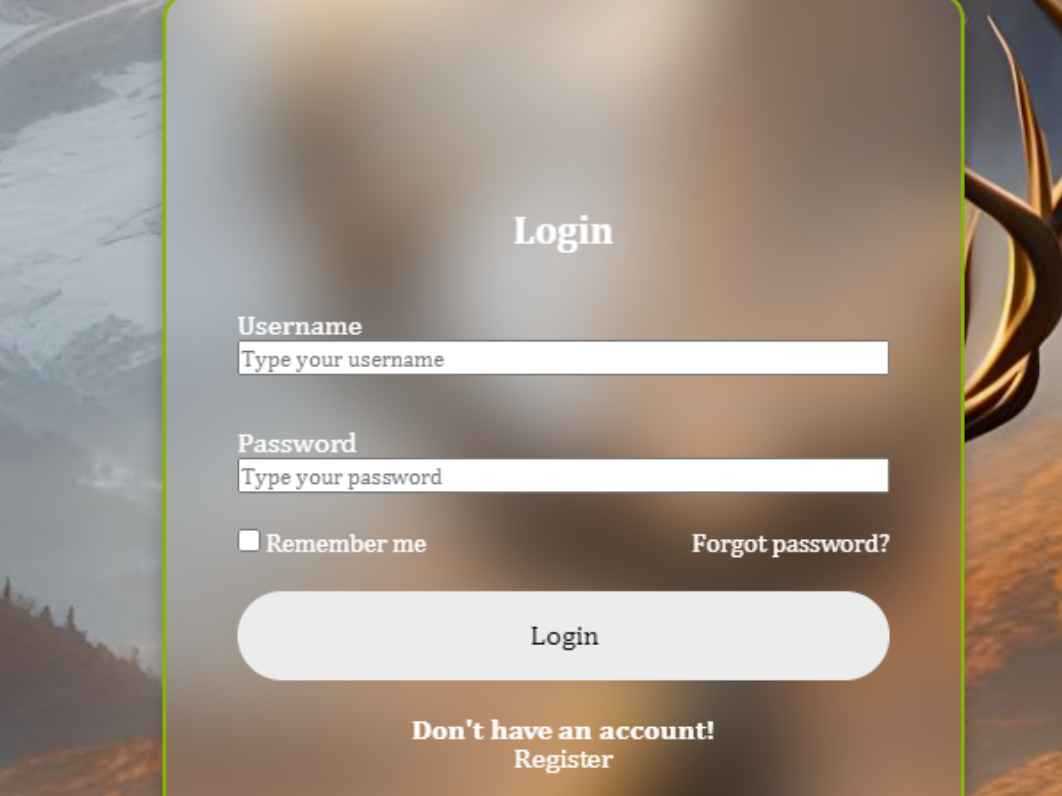 Login
Username
Type your username
Password
Type your password
Remember me Forgot password?
Login
Don't have an account!
Register